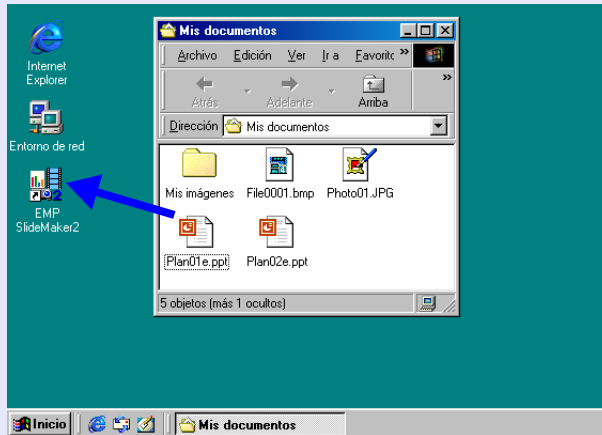 Internet
Explorer
Entorno de red
EMP
SlideMaker2
Mis documentos
Archivo Edición Ver Ir a Favoritc »
Atrás Adelante Arriba »
Dirección Mis documentos
Mis imágenes File0001.bmp Photo01.JPG
Plan01e.ppt Plan02e.ppt
5 objetos (más 1 ocultos)
Inicio Mis documentos